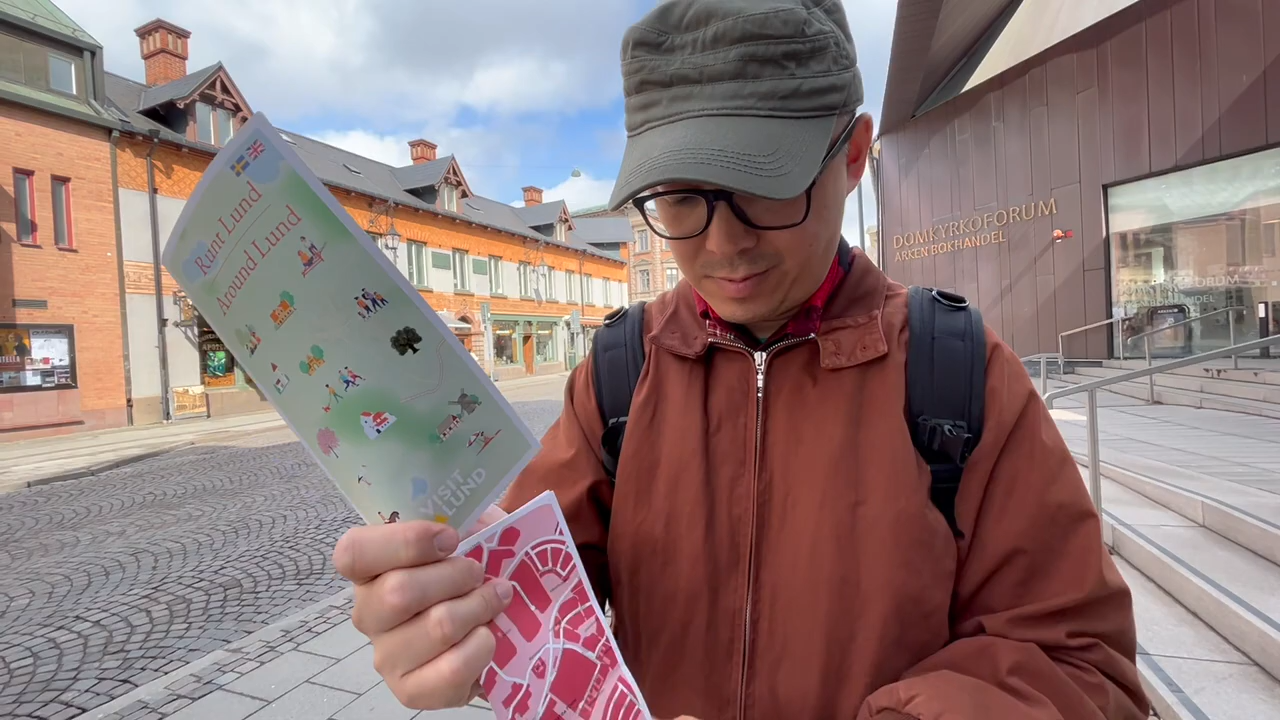 Runt Lund
Around Lund
VISIT
LUND
DOMKYRKOFORUM
ARKEN BOKHANDEL